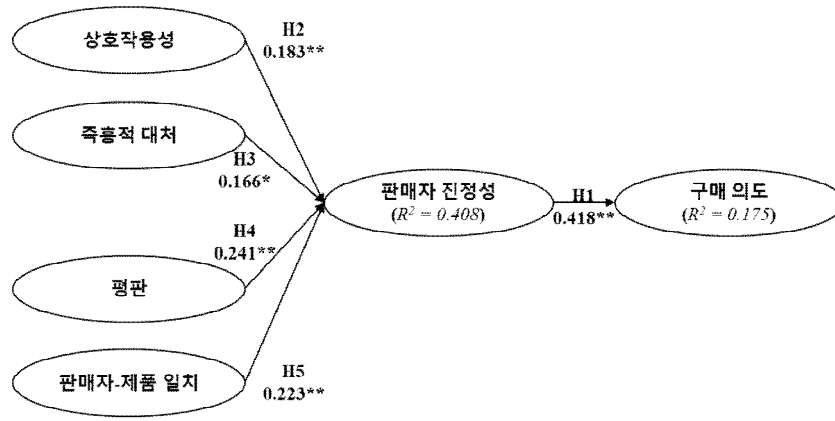 상호작용성
H2
0.183**
즉흥적 대처
H3
0.166*
판매자 진정성
(R² = 0.408)
H1
0.418**
구매 의도
(R² = 0.175)
H4
0.241**
평판
판매자-제품 일치
H5
0.223**